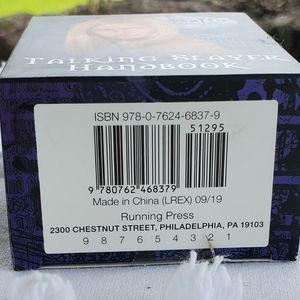 TALKING SLAYER
HANDBOOK
ISBN 978-0-7624-6837-9
51295
9 780762 468379
Made in China (LREX) 09/19
Running Press
2300 CHESTNUT STREET, PHILADELPHIA, PA 19103
9 8 7 6 5 4 3 2 1